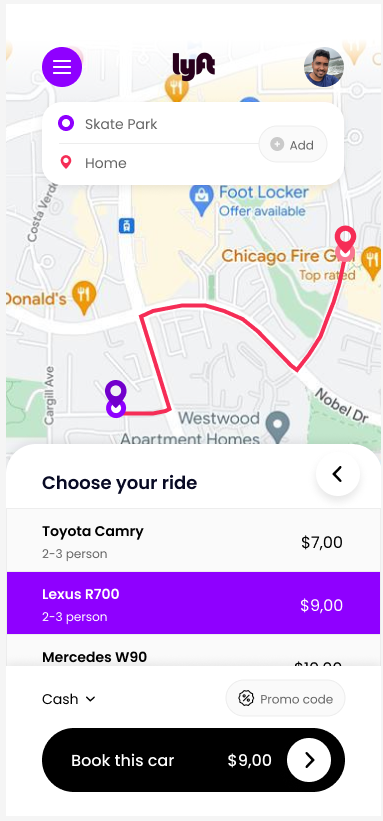 lyft
Skate Park
Add
Home
Costa Verde
Foot Locker
Offer available
Chicago Fire G
Top rated
Donald's
Cargill Ave
Nobel Dr
Westwood
Apartment Homes
Choose your ride
Toyota Camry
$7,00
2-3 person
Lexus R700
$9,00
2-3 person
Mercedes W90
Cash
Promo code
Book this car
$9,00